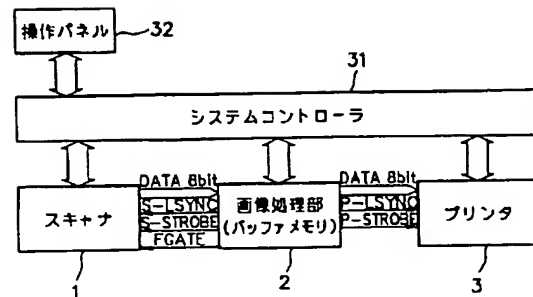 操作パネル
32
31
システムコントローラ
DATA 8bit
DATA 8bit
スキャナ
S-LSYNC
S-STROBE
FGATE
画像処理部
(バッファメモリ)
P-LSYNC
P-STROBE
プリンタ
1
2
3